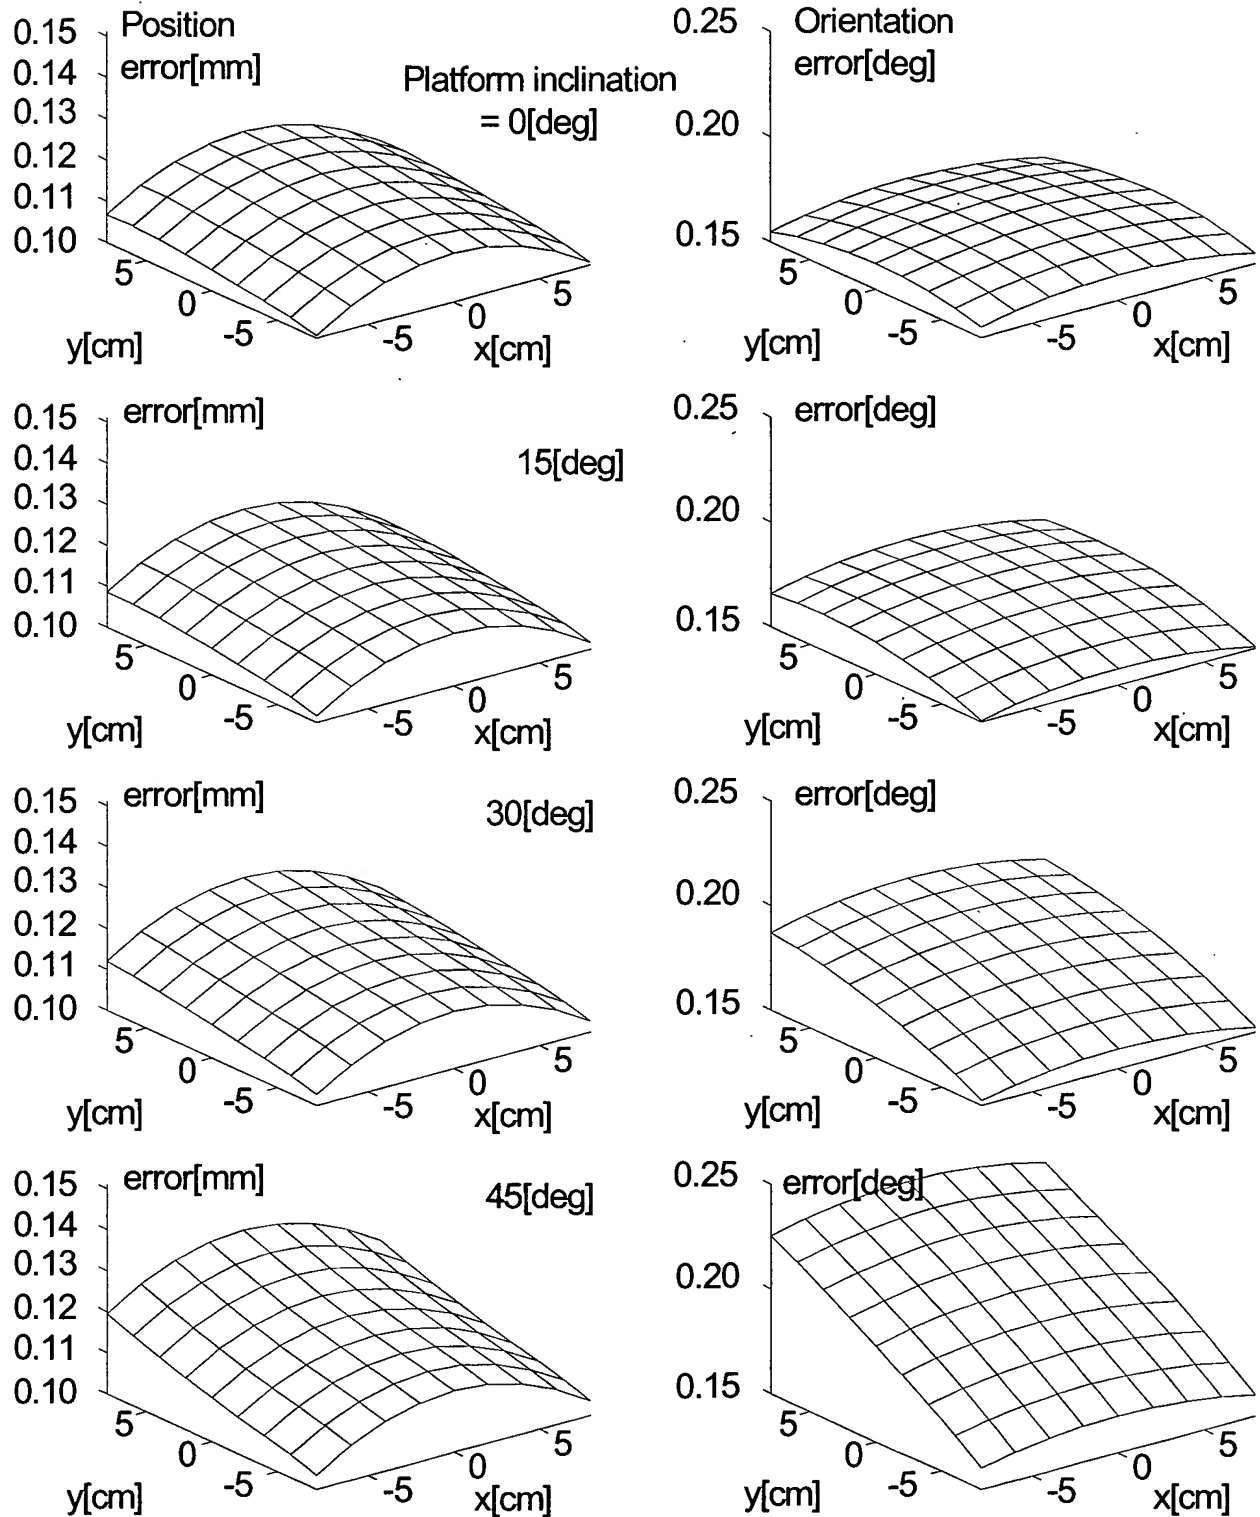 Position
error[mm]
0.15
0.14
0.13
0.12
0.11
0.10
5
0
-5
y[cm]
-5
0
5
x[cm]
Platform inclination
= 0[deg]
Orientation
error[deg]
0.25
0.20
0.15
5
0
-5
y[cm]
-5
0
5
x[cm]
error[mm]
0.15
0.14
0.13
0.12
0.11
0.10
5
0
-5
y[cm]
-5
0
5
x[cm]
15[deg]
error[deg]
0.25
0.20
0.15
5
0
-5
y[cm]
-5
0
5
x[cm]
error[mm]
0.15
0.14
0.13
0.12
0.11
0.10
5
0
-5
y[cm]
-5
0
5
x[cm]
30[deg]
error[deg]
0.25
0.20
0.15
5
0
-5
y[cm]
-5
0
5
x[cm]
error[mm]
0.15
0.14
0.13
0.12
0.11
0.10
5
0
-5
y[cm]
-5
0
5
x[cm]
45[deg]
error[deg]
0.25
0.20
0.15
5
0
-5
y[cm]
-5
0
5
x[cm]